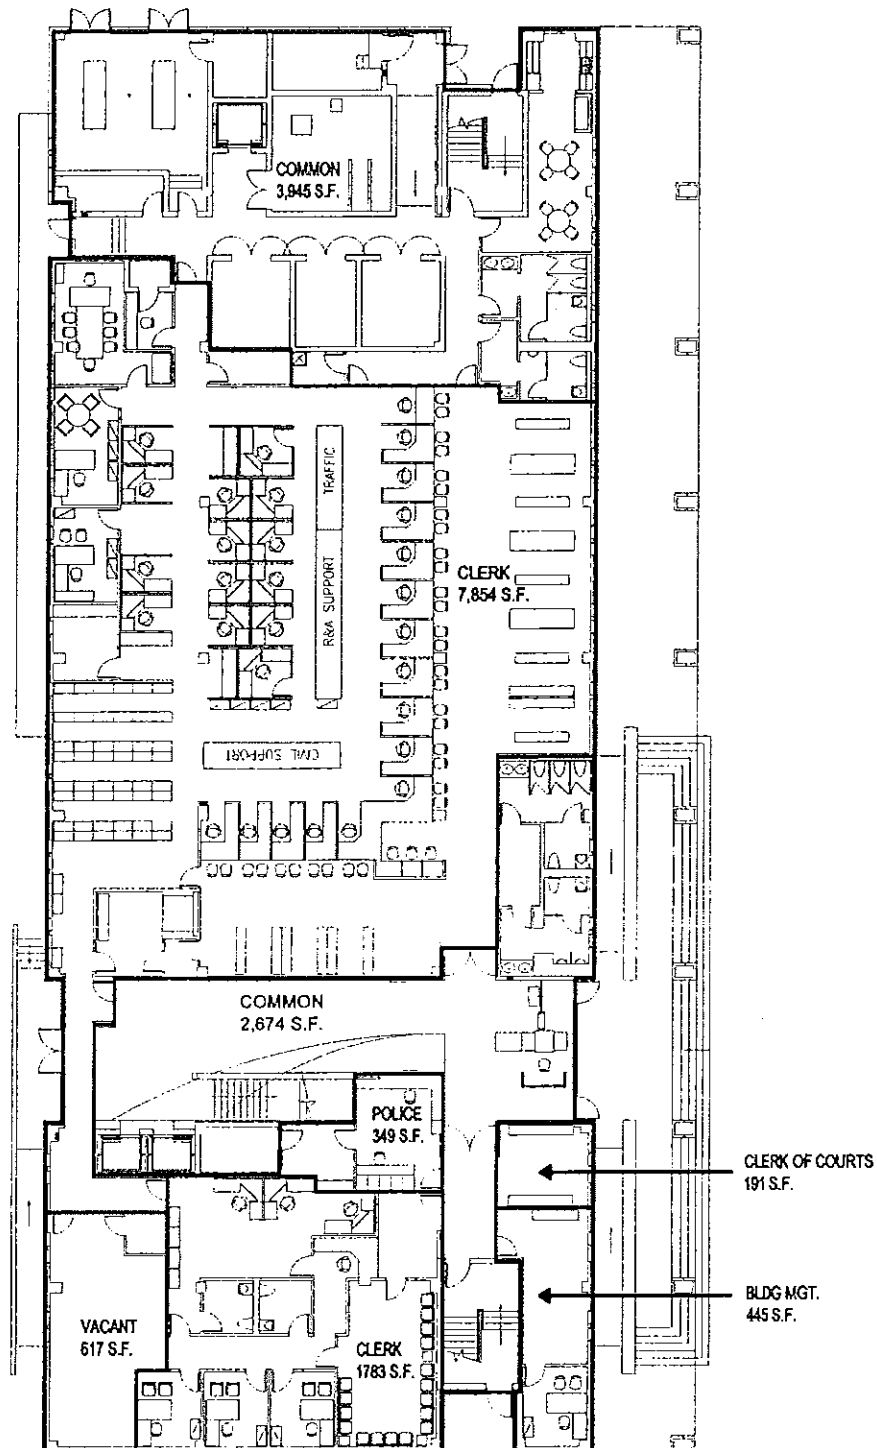 COMMON
3,945 S.F.
TRAFFIC
CLERK
7,854 S.F.
R&A SUPPORT
CIVIL SUPPORT
COMMON
2,674 S.F.
POLICE
349 S.F.
CLERK OF COURTS
191 S.F.
BLDG MGT.
445 S.F.
VACANT
617 S.F.
CLERK
1783 S.F.